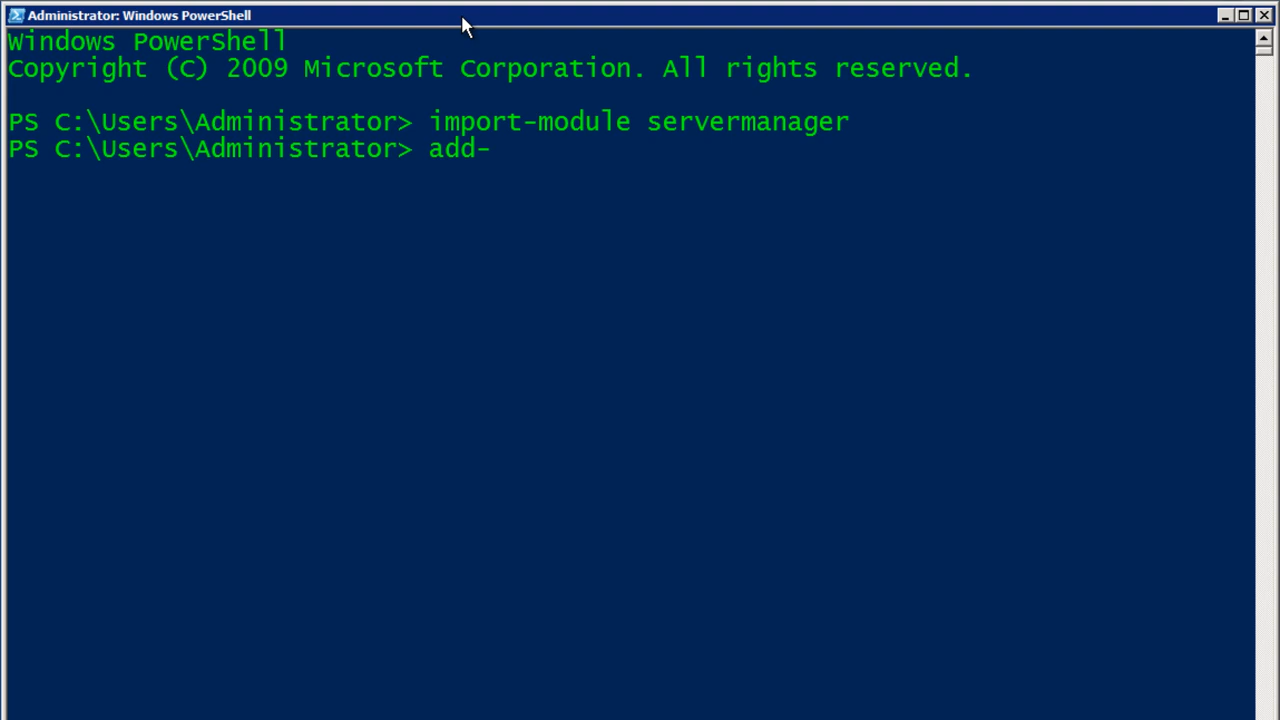 Administrator: Windows PowerShell
Windows PowerShell
Copyright (C) 2009 Microsoft Corporation. All rights reserved.
PS C:\Users\Administrator> import-module servermanager
PS C:\Users\Administrator> add-